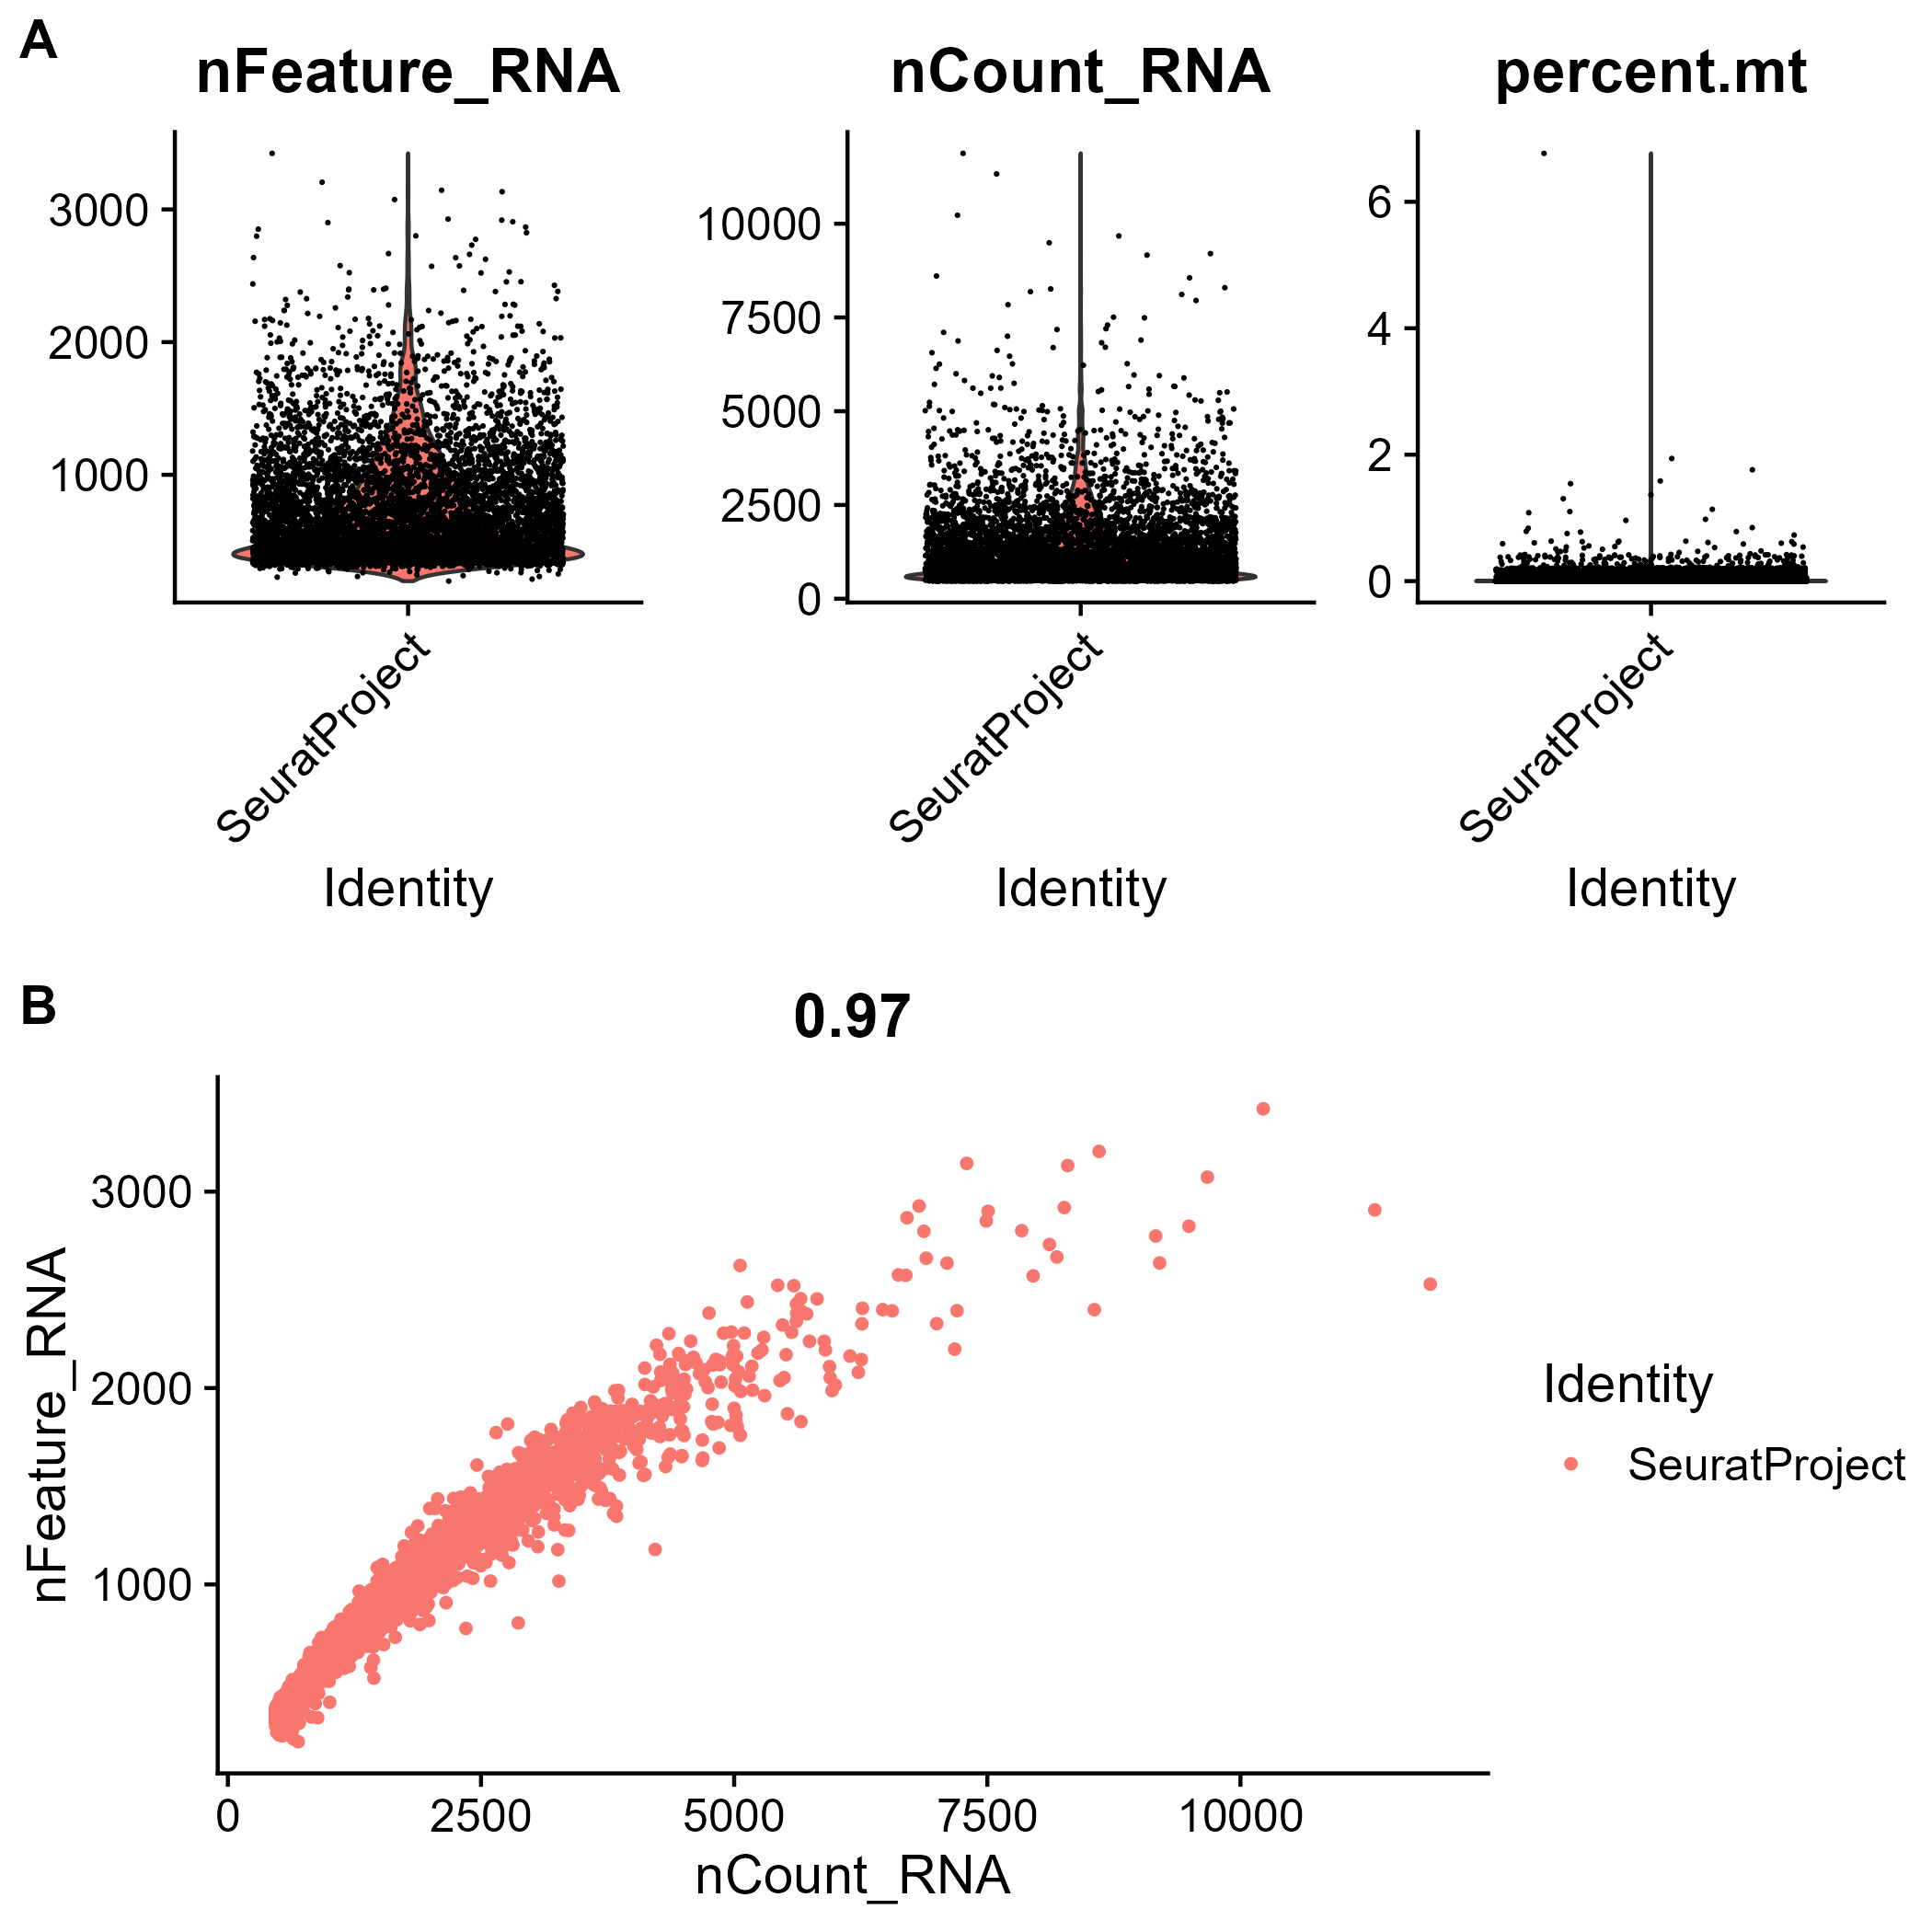 A
nFeature_RNA
nCount_RNA
percent.mt
3000
2000
1000
10000
7500
5000
2500
0
6
4
2
0
SeuratProject
SeuratProject
SeuratProject
Identity
Identity
Identity
B
0.97
nFeature_RNA
3000
2000
1000
0
2500
5000
7500
10000
nCount_RNA
Identity
SeuratProject